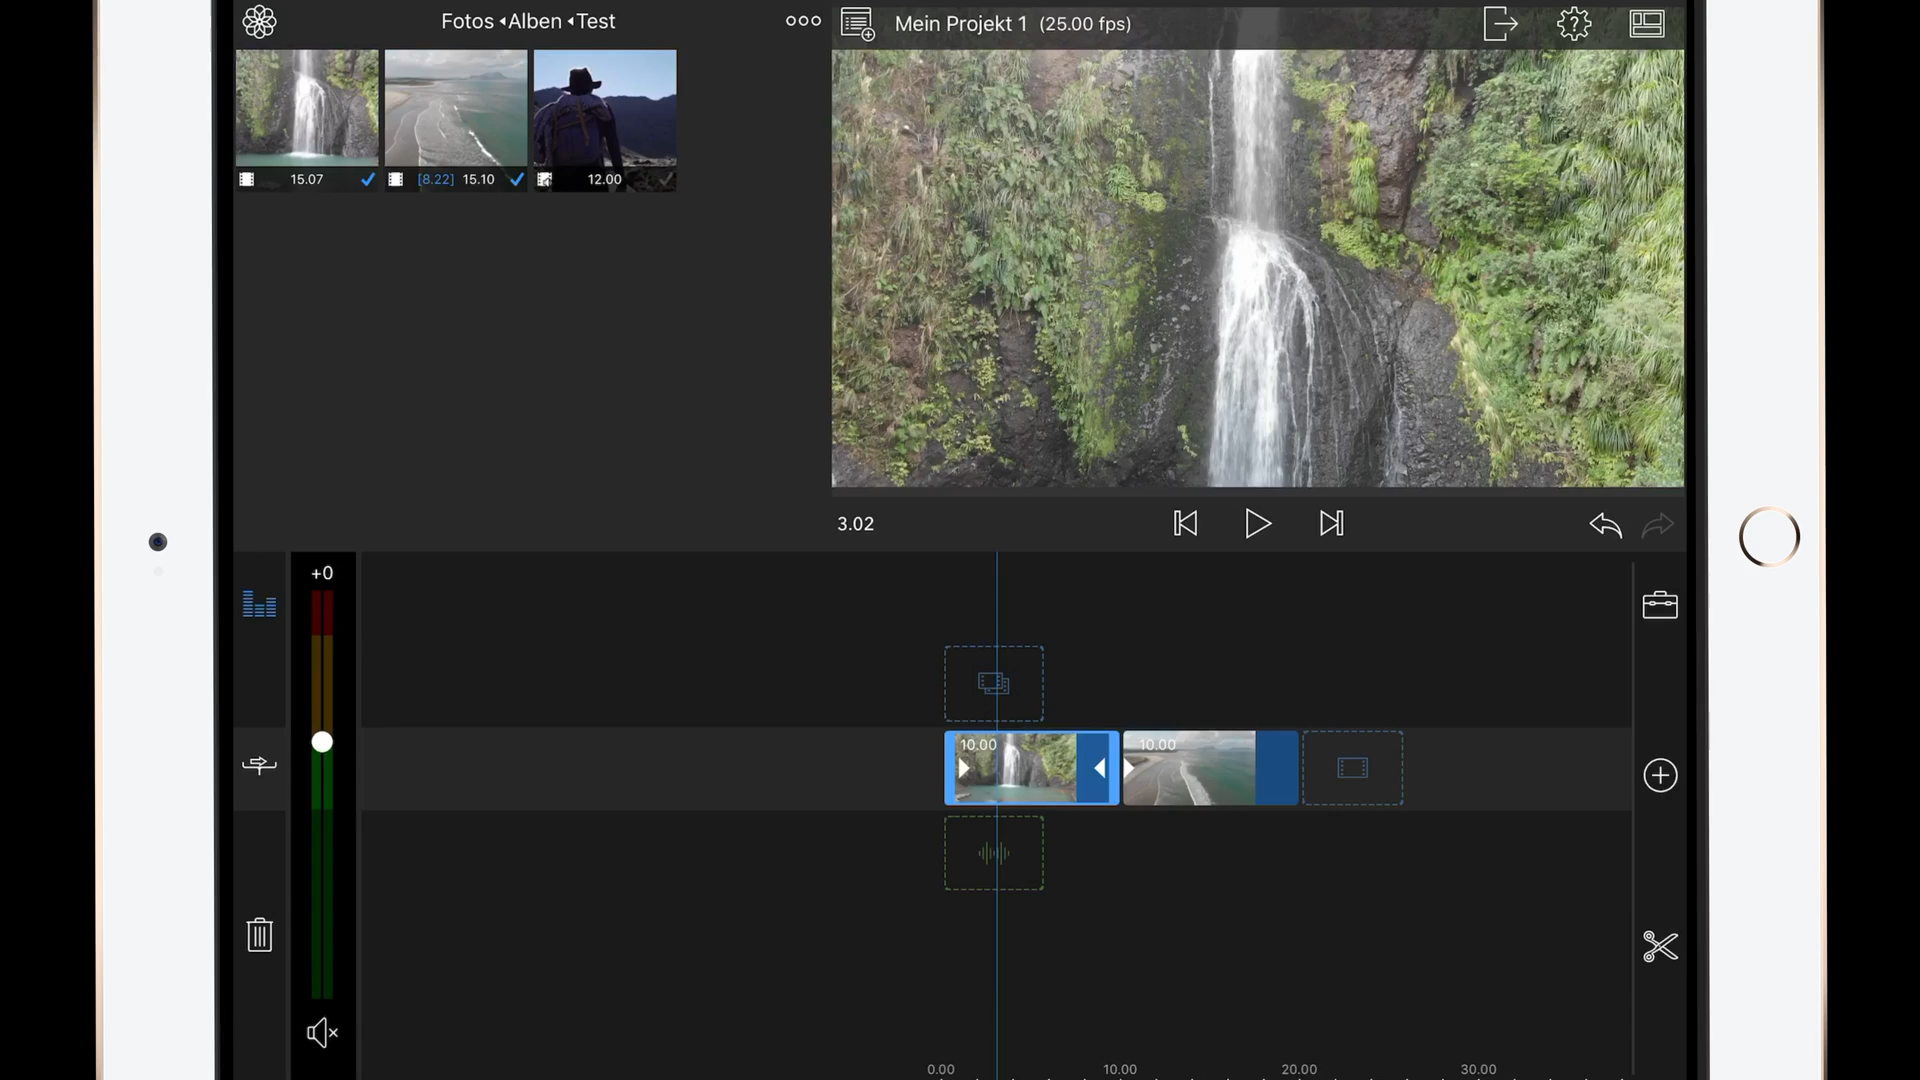 Fotos Alben Test
Mein Projekt 1 (25.00 fps)
15.07
[8.22] 15.10
12.00
3.02
+0
10.00
10.00
0.00 10.00 20.00 30.00